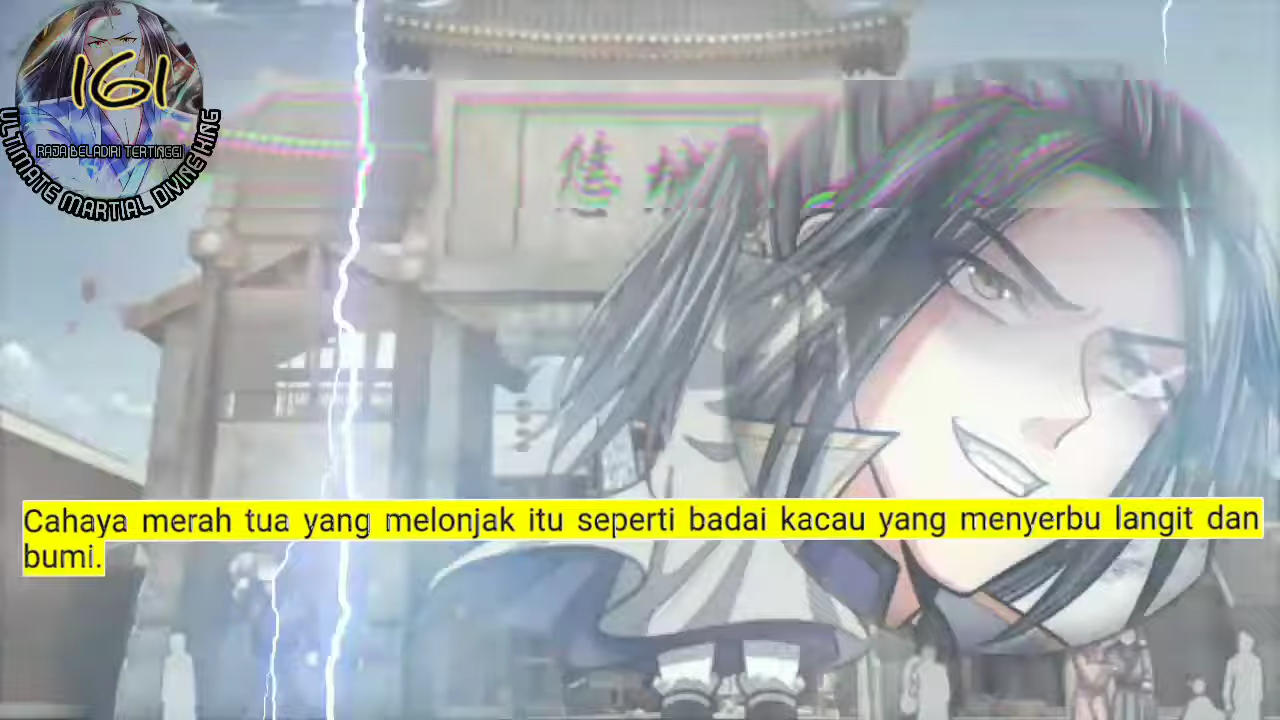 161
RAJA BELADIRI TERTINGGI
ULTIMATE MARTIAL DIVINE KING
Cahaya merah tua yang melonjak itu seperti badai kacau yang menyerbu langit dan
bumi.